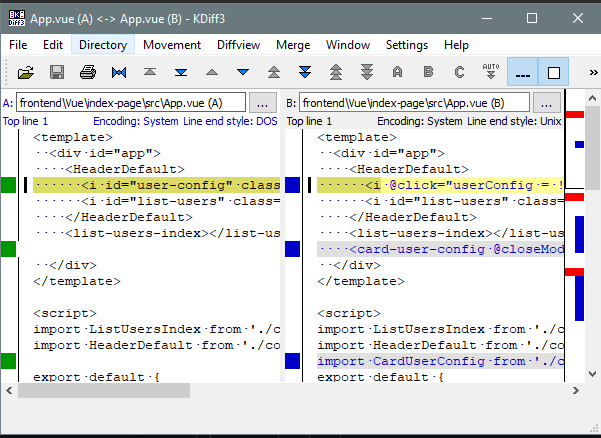 App.vue (A) <-> App.vue (B) - KDiff3
File Edit Directory Movement Diffview Merge Window Settings Help
A B C AUTO
A: frontend\Vue\index-page\src\App.vue (A) ...
Top line 1 Encoding: System Line end style: DOS
<template>
··<div·id="app">
····<HeaderDefault>
······<i·id="user-config"·class
······<i·id="list-users"·class=
····</HeaderDefault>
····<list-users-index></list-us
··</div>
</template>
<script>
import·ListUsersIndex·from·'./c
import·HeaderDefault·from·'./co
export·default·{
B: frontend\Vue\index-page\src\App.vue (B) ...
Top line 1 Encoding: System Line end style: Unix
<template>
··<div·id="app">
····<HeaderDefault>
······<i·@click="userConfig·=·!
······<i·id="list-users"·class=
····</HeaderDefault>
····<list-users-index></list-us
····<card-user-config·@closeMod
··</div>
</template>
<script>
import·ListUsersIndex·from·'./c
import·HeaderDefault·from·'./co
import·CardUserConfig·from·'./c
export·default·{